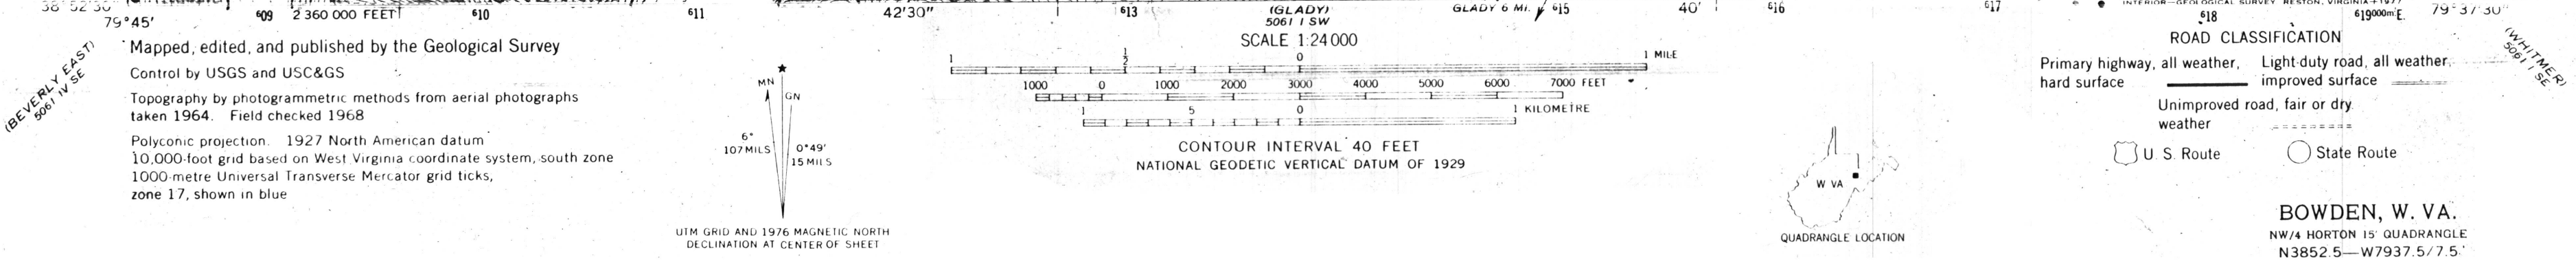 38°52'30"
79°45'
609
2 360 000 FEET
610
611
42'30"
613
(GLADY)
5061 I SW
GLADY 6 MI.
615
40'
616
617
INTERIOR—GEOLOGICAL SURVEY, RESTON, VIRGINIA—1977
618
619000m.E.
79°37'30"
(BEVERLY EAST)
5061 IV SE
Mapped, edited, and published by the Geological Survey
Control by USGS and USC&GS
Topography by photogrammetric methods from aerial photographs
taken 1964. Field checked 1968
Polyconic projection. 1927 North American datum
10,000-foot grid based on West Virginia coordinate system, south zone
1000-metre Universal Transverse Mercator grid ticks,
zone 17, shown in blue
MN
GN
6°
107 MILS
0°49'
15 MILS
UTM GRID AND 1976 MAGNETIC NORTH
DECLINATION AT CENTER OF SHEET
SCALE 1:24 000
1 ½ 0 1 MILE
1000 0 1000 2000 3000 4000 5000 6000 7000 FEET
1 5 0 1 KILOMETRE
CONTOUR INTERVAL 40 FEET
NATIONAL GEODETIC VERTICAL DATUM OF 1929
W VA
QUADRANGLE LOCATION
ROAD CLASSIFICATION
Primary highway, all weather,
hard surface
Light-duty road, all weather,
improved surface
Unimproved road, fair or dry
weather
U. S. Route
State Route
(WHITMER)
5061 I SE
BOWDEN, W. VA.
NW/4 HORTON 15' QUADRANGLE
N3852.5—W7937.5/7.5